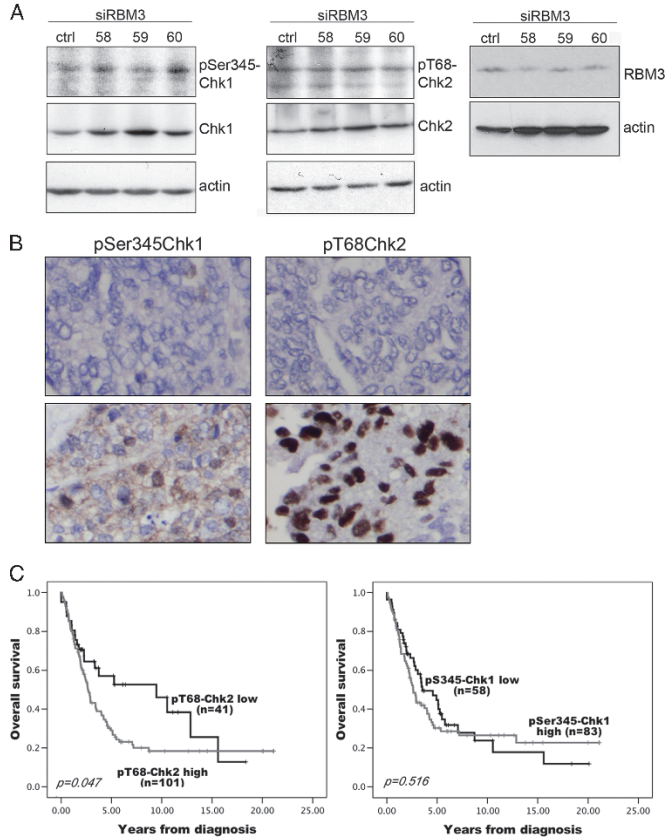 A
siRBM3
ctrl 58 59 60
pSer345-
Chk1
Chk1
actin
siRBM3
ctrl 58 59 60
pT68-
Chk2
Chk2
actin
siRBM3
ctrl 58 59 60
RBM3
actin
B
pSer345Chk1
pT68Chk2
C
Overall survival
1.0
0.8
0.6
0.4
0.2
0.0
pT68-Chk2 low
(n=41)
pT68-Chk2 high
(n=101)
p=0.047
0.00 5.00 10.00 15.00 20.00 25.00
Years from diagnosis
Overall survival
1.0
0.8
0.6
0.4
0.2
0.0
pS345-Chk1 low
(n=58)
pSer345-Chk1
high (n=83)
p=0.516
0.00 5.00 10.00 15.00 20.00 25.00
Years from diagnosis